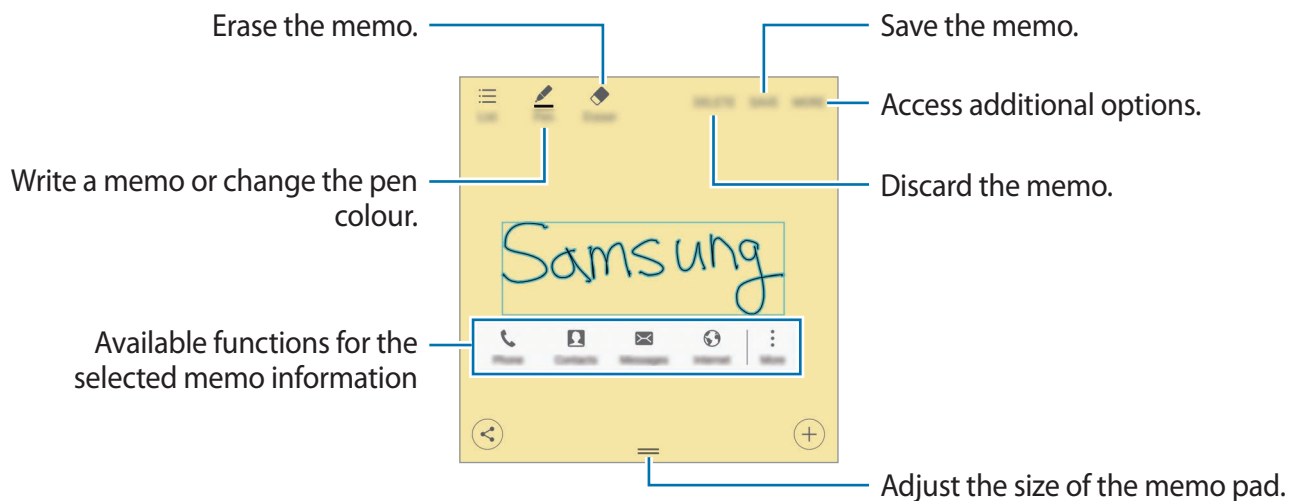 Erase the memo.
Save the memo.
Access additional options.
Write a memo or change the pen
colour.
Discard the memo.
Samsung
Available functions for the
selected memo information
Adjust the size of the memo pad.